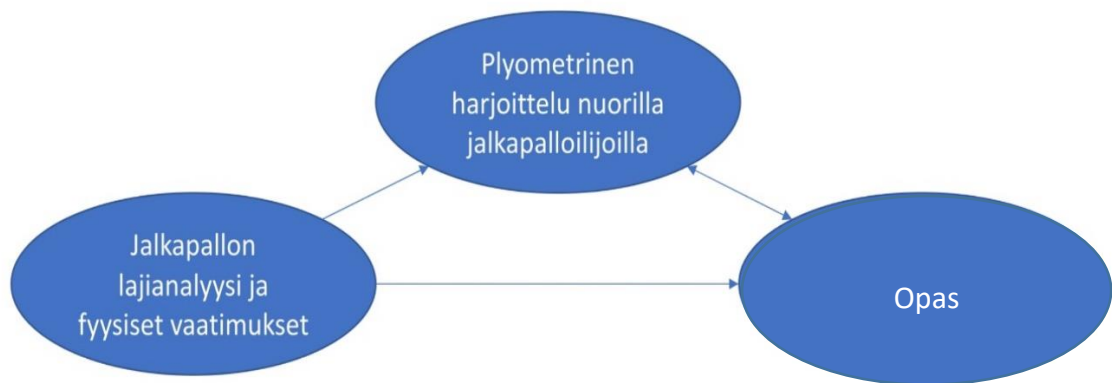 Plyometrinen
harjoittelu nuorilla
jalkapalloilijoilla
Jalkapallon
lajianalyysi ja
fyysiset vaatimukset
Opas